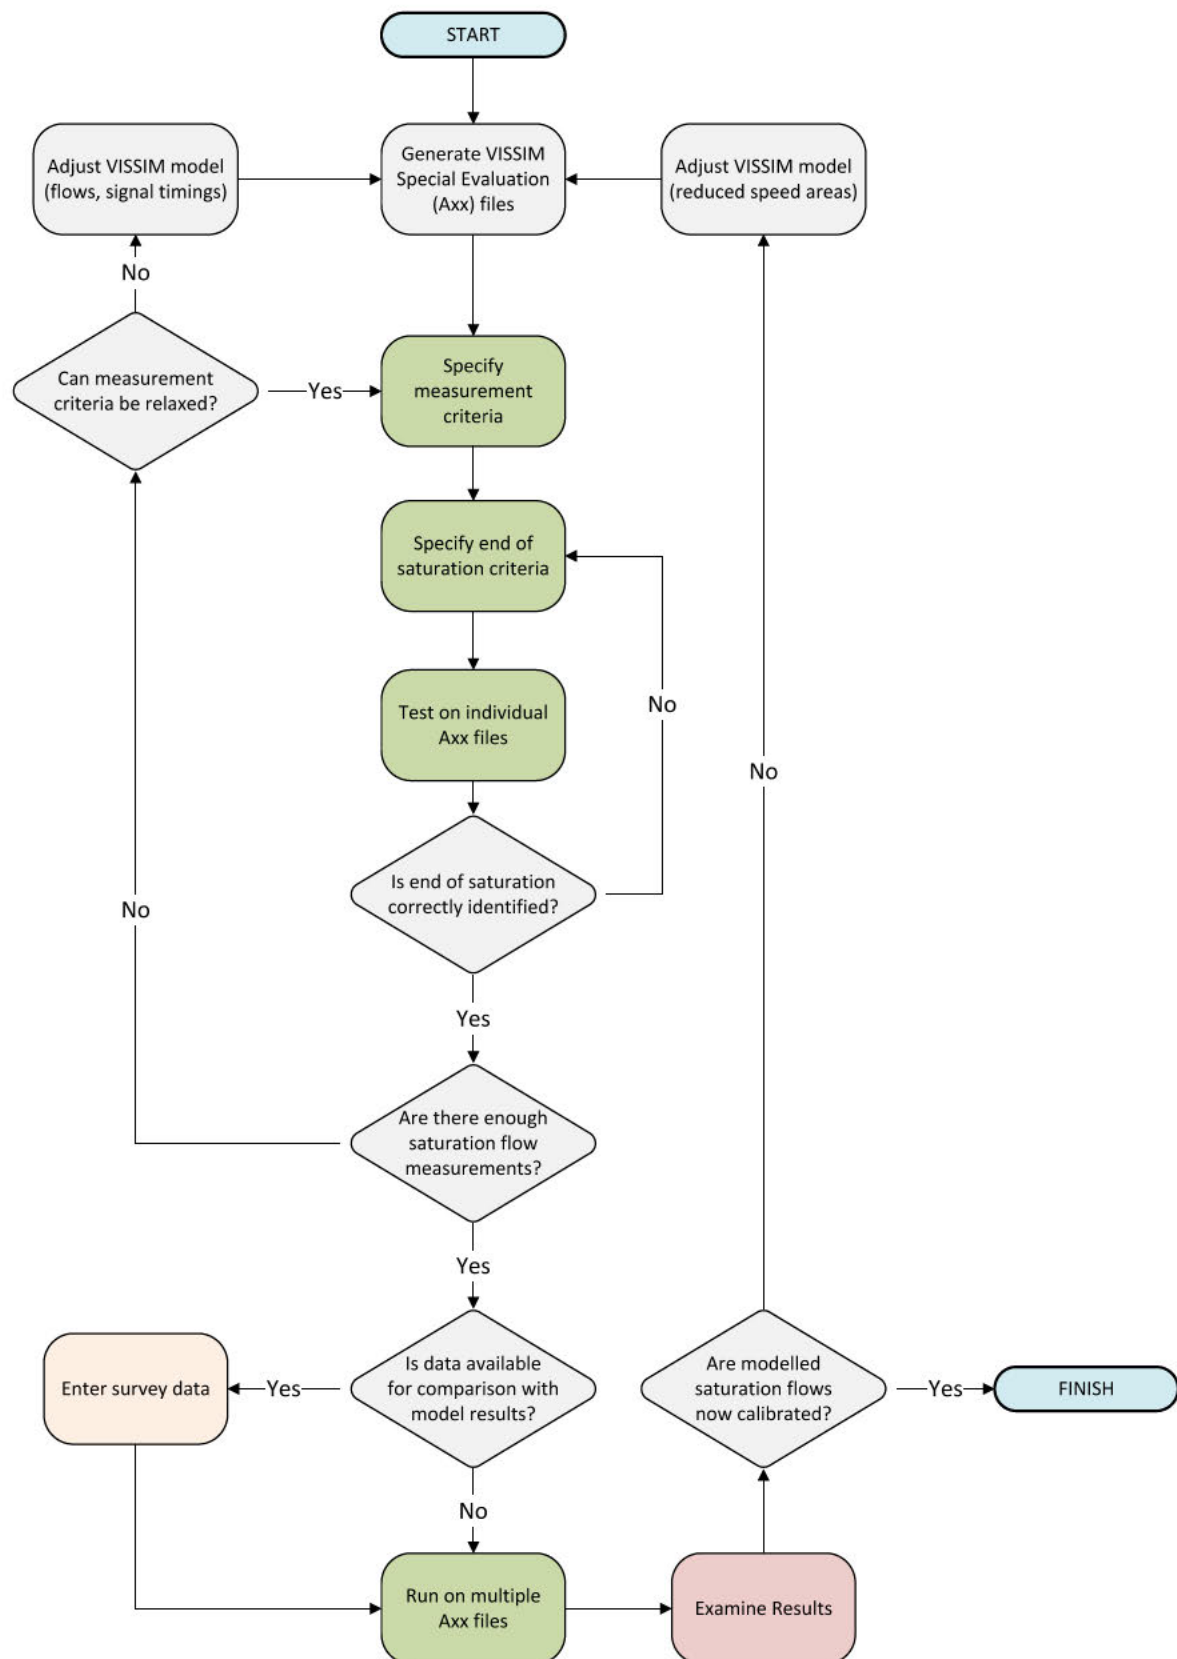 START
Adjust VISSIM model
(flows, signal timings)
Generate VISSIM
Special Evaluation
(Axx) files
Adjust VISSIM model
(reduced speed areas)
No
Can measurement
criteria be relaxed?
Yes
Specify
measurement
criteria
Specify end of
saturation criteria
No
Test on individual
Axx files
No
Is end of saturation
correctly identified?
No
Yes
Are there enough
saturation flow
measurements?
Yes
Enter survey data
Yes
Is data available
for comparison with
model results?
Are modelled
saturation flows
now calibrated?
Yes
FINISH
No
Run on multiple
Axx files
Examine Results